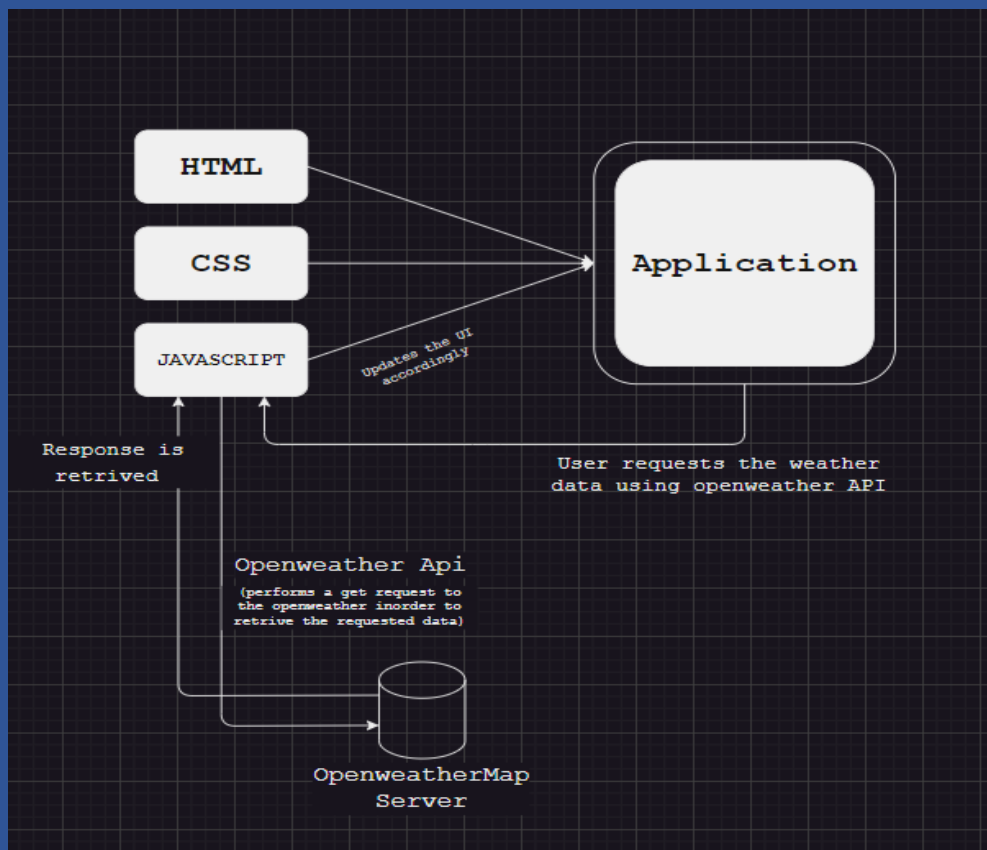 HTML
CSS
Application
JAVASCRIPT
Updates the UI
accordingly
Response is
retrived
User requests the weather
data using openweather API
Openweather Api
(performs a get request to
the openweather inorder to
retrive the requested data)
OpenweatherMap
Server